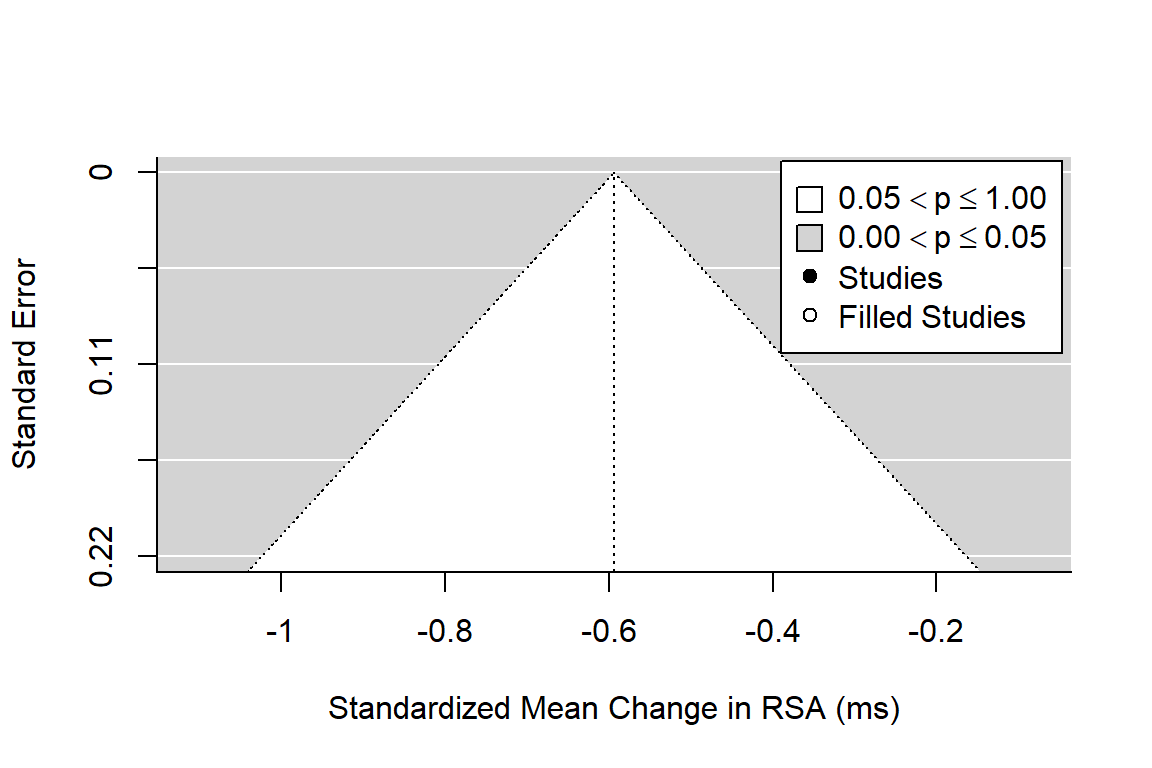 0
0.11
0.22
Standard Error
0.05 < p ≤ 1.00
0.00 < p ≤ 0.05
Studies
Filled Studies
-1
-0.8
-0.6
-0.4
-0.2
Standardized Mean Change in RSA (ms)